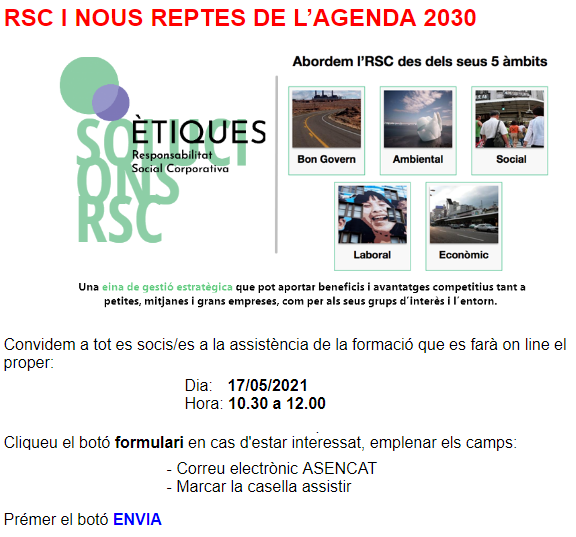 RSC I NOUS REPTES DE L’AGENDA 2030
SOLUCI
ONS
RSC
ÈTIQUES
Responsabilitat
Social Corporativa
Abordem l’RSC des dels seus 5 àmbits
Bon Govern
Ambiental
Social
Laboral
Econòmic
Una eina de gestió estratègica que pot aportar beneficis i avantatges competitius tant a
petites, mitjanes i grans empreses, com per als seus grups d´interès i l´entorn.
Convidem a tot es socis/es a la assistència de la formació que es farà on line el
proper:
Dia: 17/05/2021
Hora: 10.30 a 12.00
.
Cliqueu el botó formulari en cas d'estar interessat, emplenar els camps:
- Correu electrònic ASENCAT
- Marcar la casella assistir
Prémer el botó ENVIA